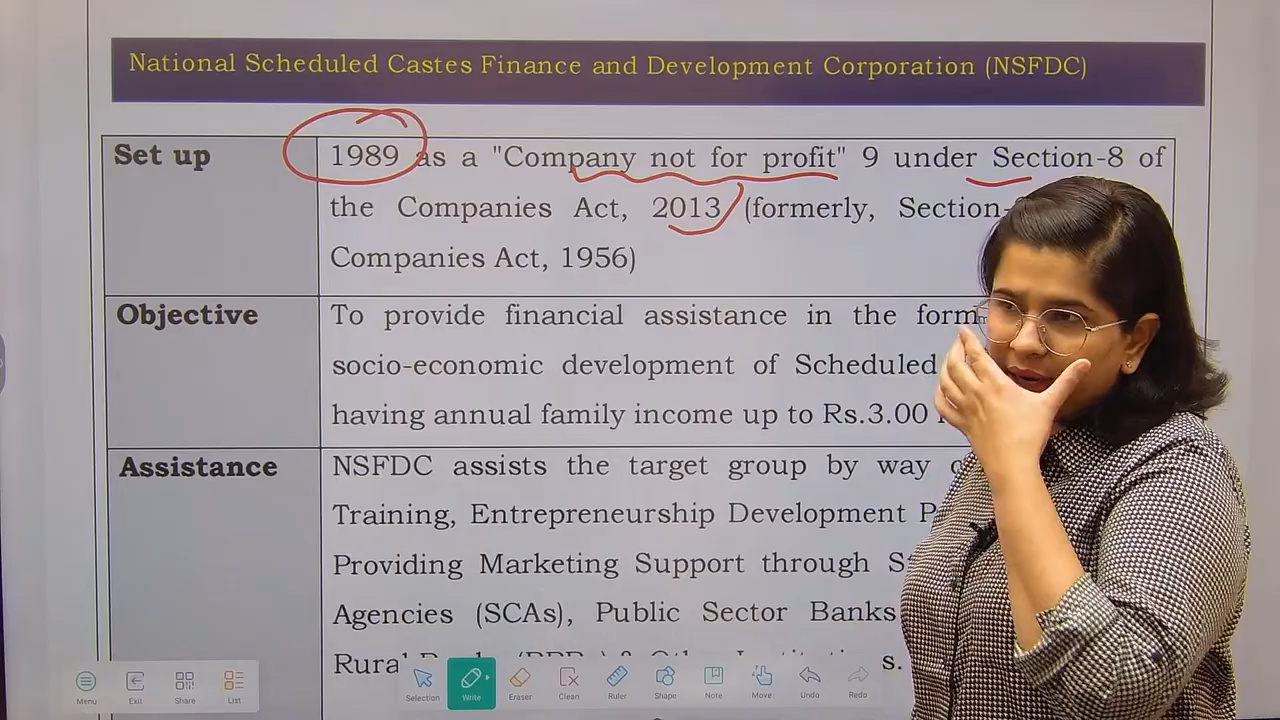 National Scheduled Castes Finance and Development Corporation (NSFDC)
Set up
1989 as a "Company not for profit" 9 under Section-8 of
the Companies Act, 2013 (formerly, Section-
Companies Act, 1956)
Objective
To provide financial assistance in the form
socio-economic development of Scheduled
having annual family income up to Rs.3.00
Assistance
NSFDC assists the target group by way
Training, Entrepreneurship Development
Providing Marketing Support through
Agencies (SCAs), Public Sector Banks
Menu
Exit
Share
List
Selection
Write
Eraser
Clean
Ruler
Shape
Note
Move
Undo
Redo